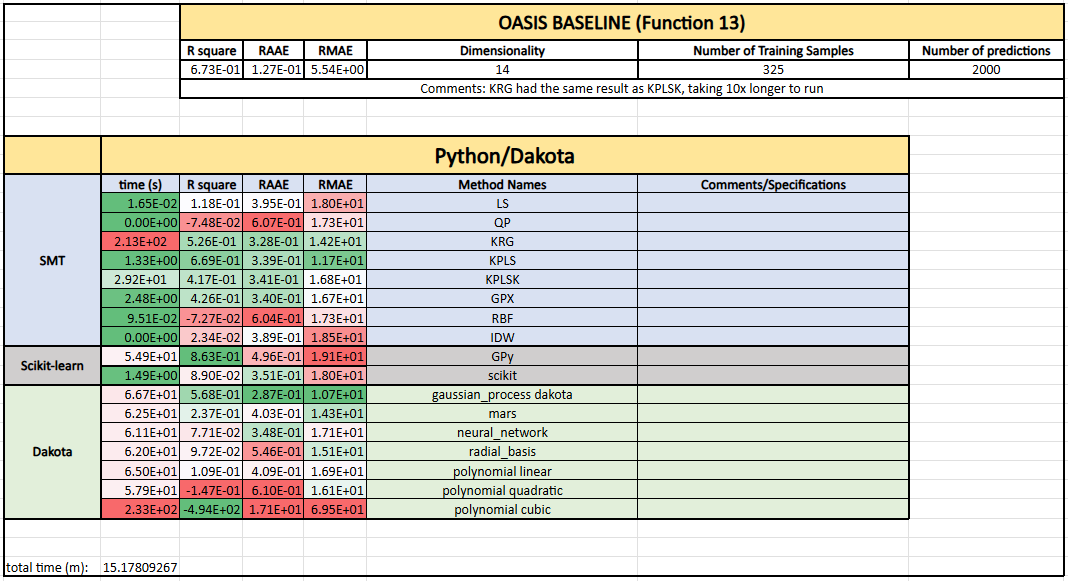 OASIS BASELINE (Function 13)
R square RAAE RMAE Dimensionality Number of Training Samples Number of predictions
6.73E-01 1.27E-01 5.54E+00 14 325 2000
Comments: KRG had the same result as KPLSK, taking 10x longer to run
Python/Dakota
time (s) R square RAAE RMAE Method Names Comments/Specifications
SMT
1.65E-02 1.18E-01 3.95E-01 1.80E+01 LS
0.00E+00 -7.48E-02 6.07E-01 1.73E+01 QP
2.13E+02 5.26E-01 3.28E-01 1.42E+01 KRG
1.33E+00 6.69E-01 3.39E-01 1.17E+01 KPLS
2.92E+01 4.17E-01 3.41E-01 1.68E+01 KPLSK
2.48E+00 4.26E-01 3.40E-01 1.67E+01 GPX
9.51E-02 -7.27E-02 6.04E-01 1.73E+01 RBF
0.00E+00 2.34E-02 3.89E-01 1.85E+01 IDW
Scikit-learn
5.49E+01 8.63E-01 4.96E-01 1.91E+01 GPy
1.49E+00 8.90E-02 3.51E-01 1.80E+01 scikit
Dakota
6.67E+01 5.68E-01 2.87E-01 1.07E+01 gaussian_process dakota
6.25E+01 2.37E-01 4.03E-01 1.43E+01 mars
6.11E+01 7.71E-02 3.48E-01 1.71E+01 neural_network
6.20E+01 9.72E-02 5.46E-01 1.51E+01 radial_basis
6.50E+01 1.09E-01 4.09E-01 1.69E+01 polynomial linear
5.79E+01 -1.47E-01 6.10E-01 1.61E+01 polynomial quadratic
2.33E+02 -4.94E+02 1.71E+01 6.95E+01 polynomial cubic
total time (m): 15.17809267